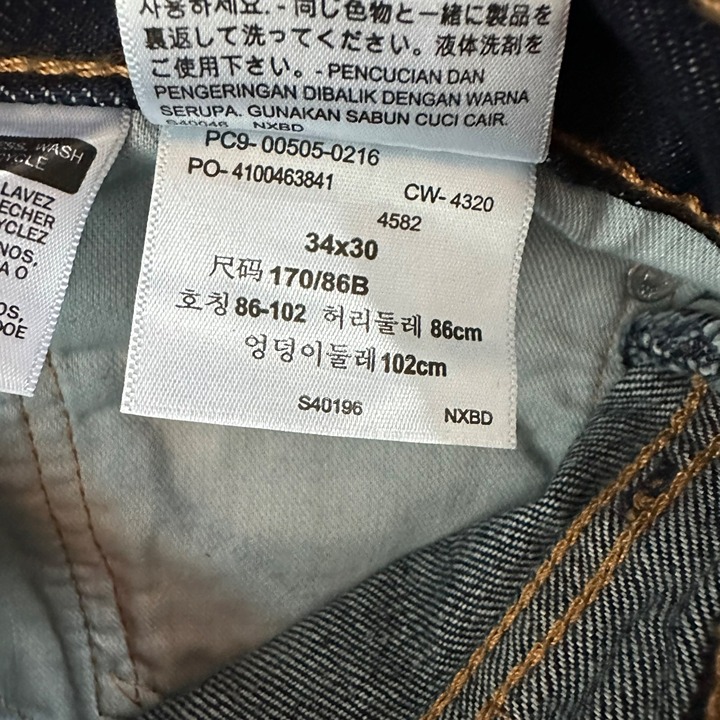 사용하세요. - 同じ色物と一緒に製品を
裏返して洗ってください。液体洗剤を
ご使用下さい。- PENCUCIAN DAN
PENGERINGAN DIBALIK DENGAN WARNA
SERUPA. GUNAKAN SABUN CUCI CAIR.
S40046 NXBD
WASH
LAVEZ
NOS,
PC9- 00505-0216
PO- 4100463841 CW- 4320
4582
34x30
尺码 170/86B
호칭 86-102 허리둘레 86cm
엉덩이둘레 102cm
S40196 NXBD